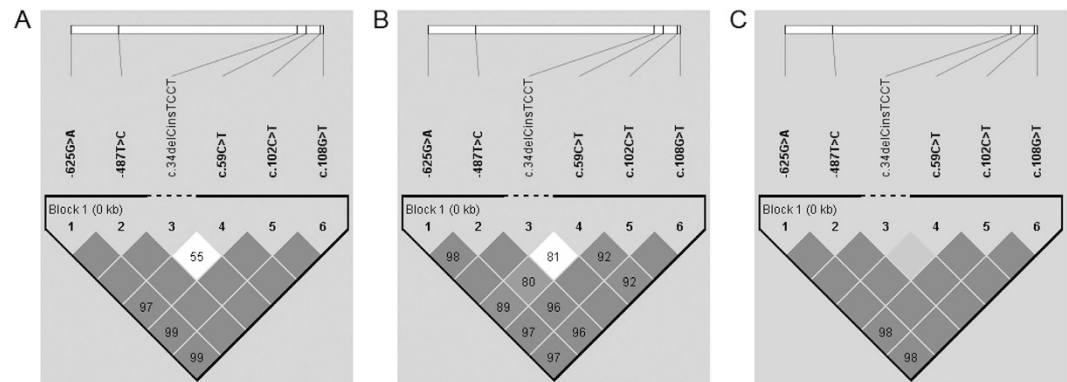 A
-625G>A
-487T>C
c.34delCinsTCCT
c.59C>T
c.102C>T
c.108G>T
Block 1 (0 kb)
1 2 3 4 5 6
55
97
99
99
B
-625G>A
-487T>C
c.34delCinsTCCT
c.59C>T
c.102C>T
c.108G>T
Block 1 (0 kb)
1 2 3 4 5 6
98 81 92
80 92
89 96
97 96
97
C
-625G>A
-487T>C
c.34delCinsTCCT
c.59C>T
c.102C>T
c.108G>T
Block 1 (0 kb)
1 2 3 4 5 6
98
98